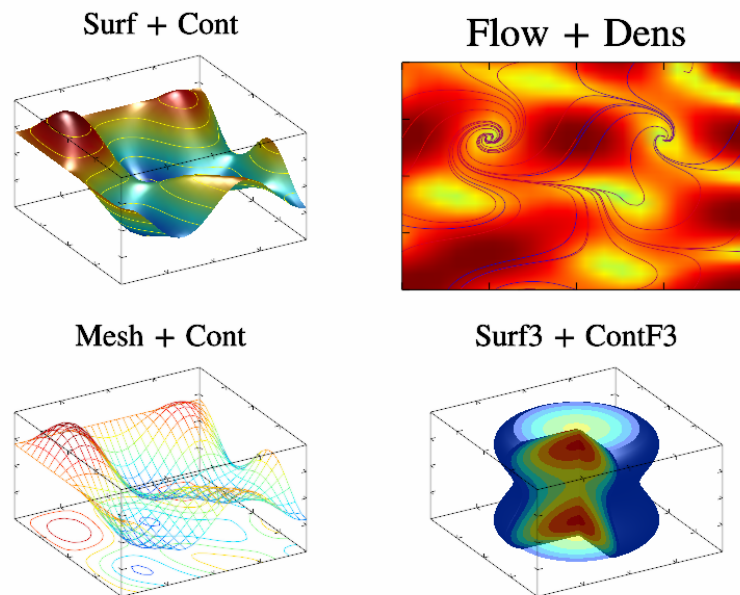 Surf + Cont
Flow + Dens
Mesh + Cont
Surf3 + ContF3